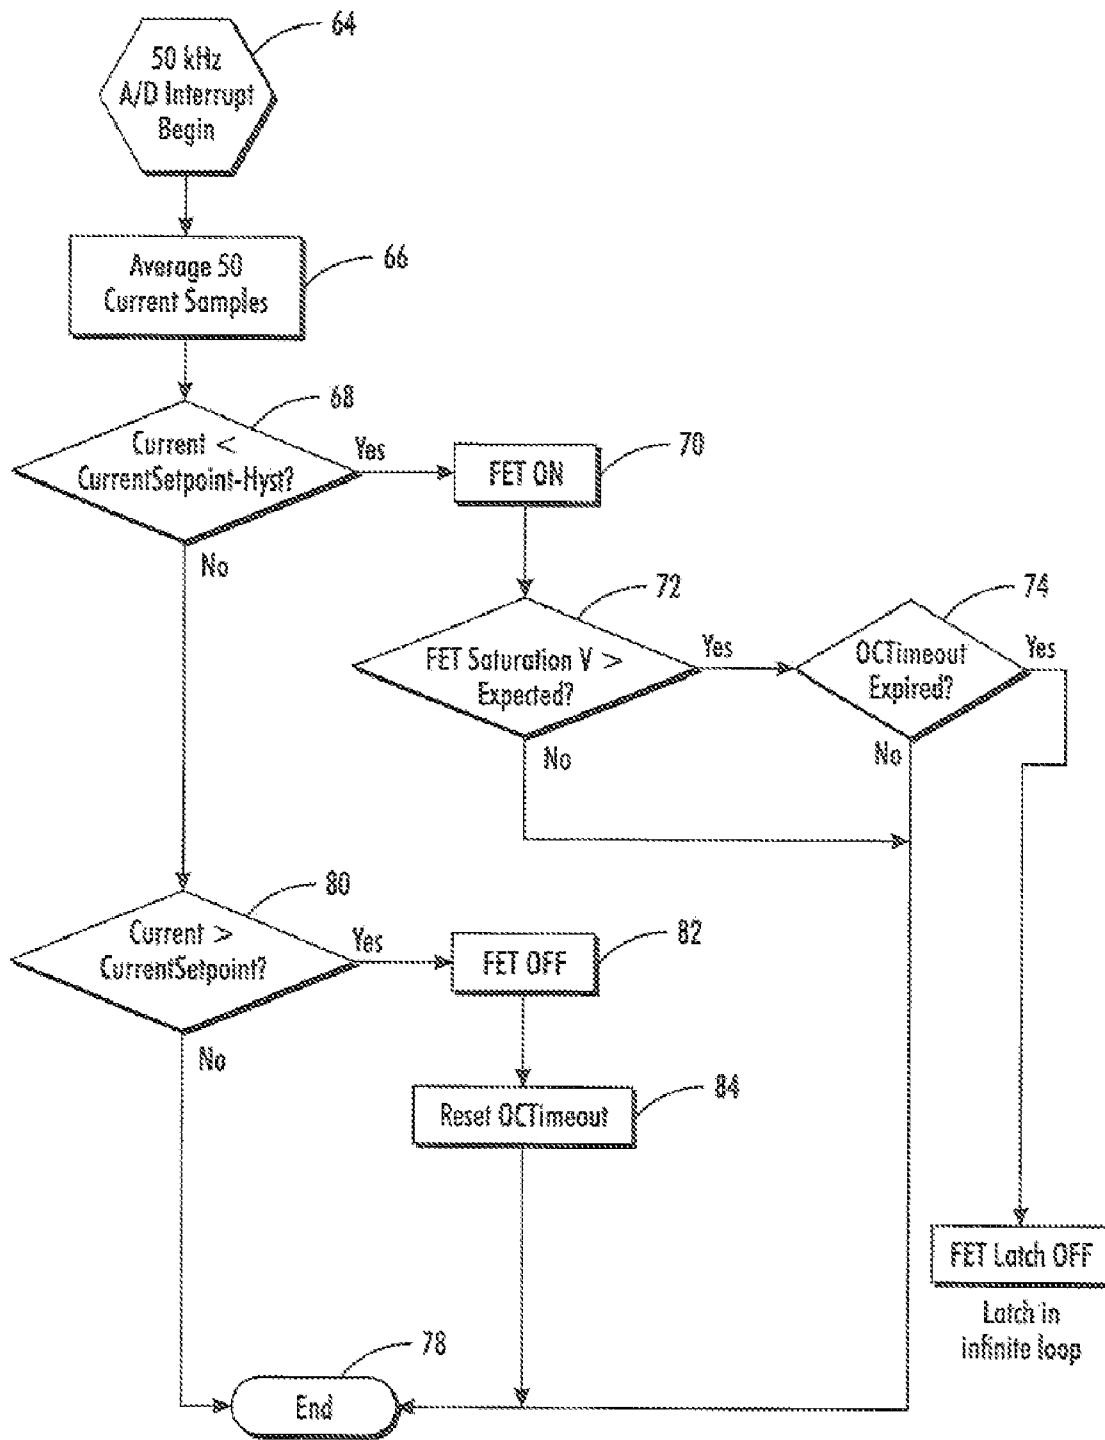 64
50 kHz
A/D Interrupt
Begin
66
Average 50
Current Samples
68
Current <
CurrentSetpoint-Hyst?
Yes
No
70
FET ON
72
FET Saturation V >
Expected?
Yes
No
74
OCTimeout
Expired?
Yes
No
80
Current >
CurrentSetpoint?
Yes
No
82
FET OFF
84
Reset OCTimeout
FET Latch OFF
Latch in
infinite loop
78
End